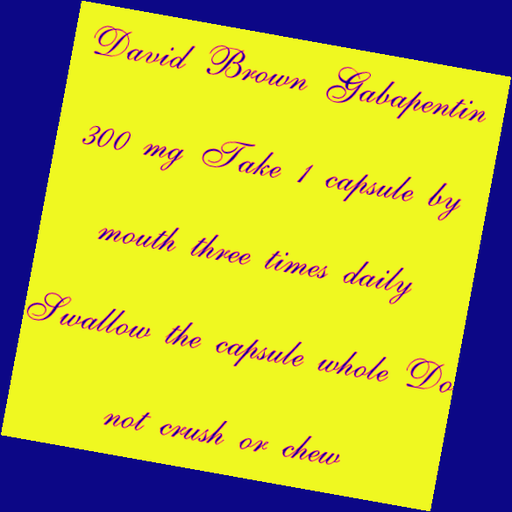 David Brown Gabapentin
300 mg Take 1 capsule by
mouth three times daily
Swallow the capsule whole Do
not crush or chew